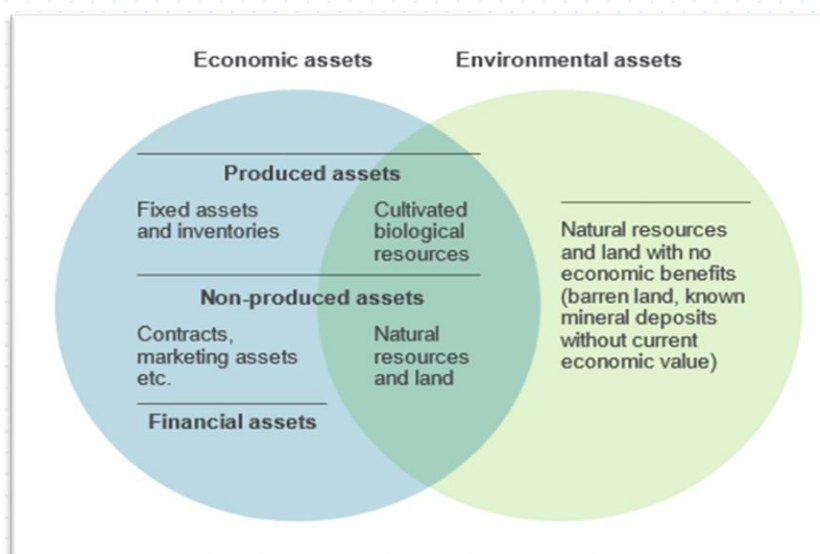 Economic assets
Environmental assets
Produced assets
Fixed assets
and inventories
Cultivated
biological
resources
Non-produced assets
Contracts,
marketing assets
etc.
Natural
resources
and land
Financial assets
Natural resources
and land with no
economic benefits
(barren land, known
mineral deposits
without current
economic value)